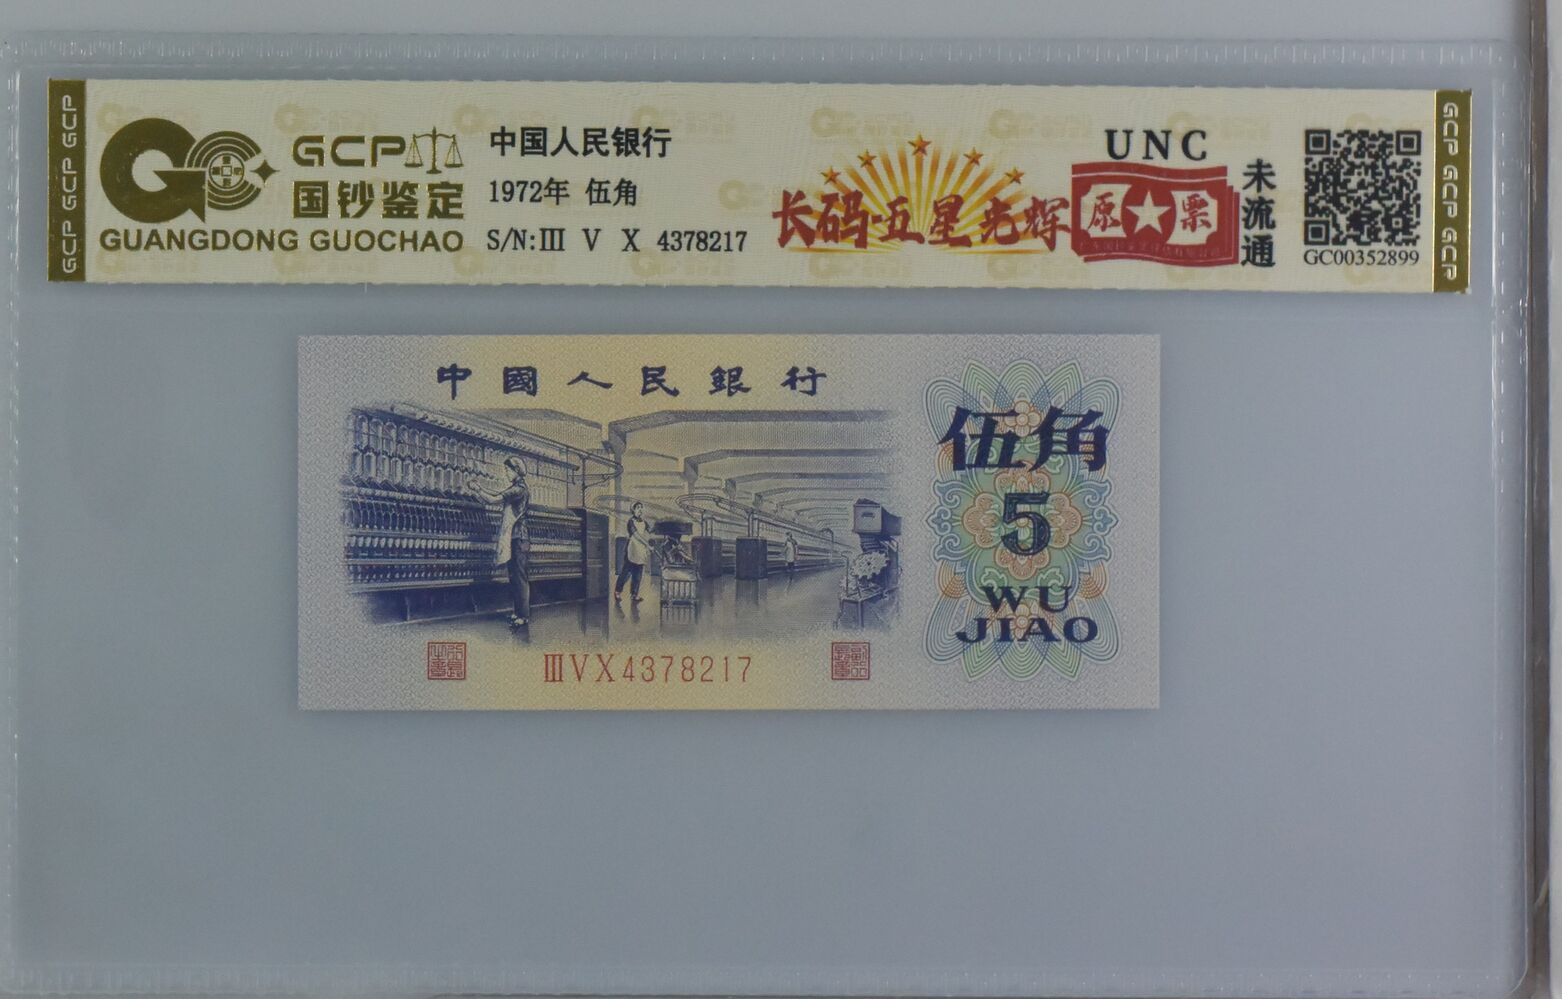 GCP GCP GCP
GCP
国钞鉴定
GUANGDONG GUOCHAO
中国人民银行
1972年 伍角
S/N:Ⅲ V X 4378217
长码-五星光辉
UNC
原票
未流通
GC00352899
GCP GCP GCP
中國人民銀行
伍角
5
WU
JIAO
ⅢVX4378217